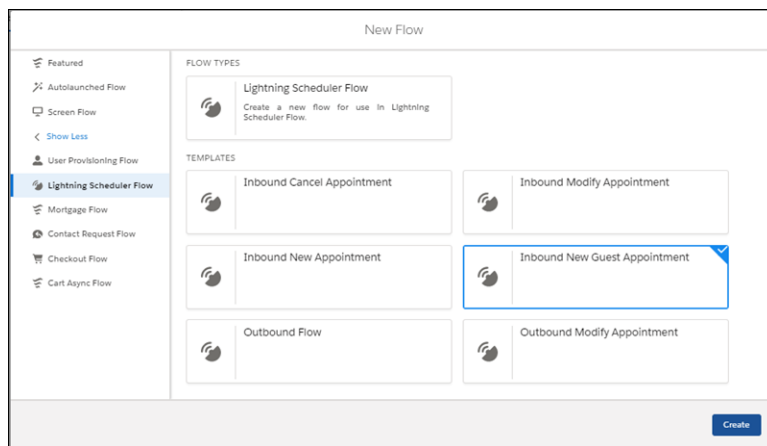 New Flow
Featured
Autolaunched Flow
Screen Flow
Show Less
User Provisioning Flow
Lightning Scheduler Flow
Mortgage Flow
Contact Request Flow
Checkout Flow
Cart Async Flow
FLOW TYPES
Lightning Scheduler Flow
Create a new flow for use in Lightning
Scheduler Flow.
TEMPLATES
Inbound Cancel Appointment
Inbound Modify Appointment
Inbound New Appointment
Inbound New Guest Appointment
Outbound Flow
Outbound Modify Appointment
Create